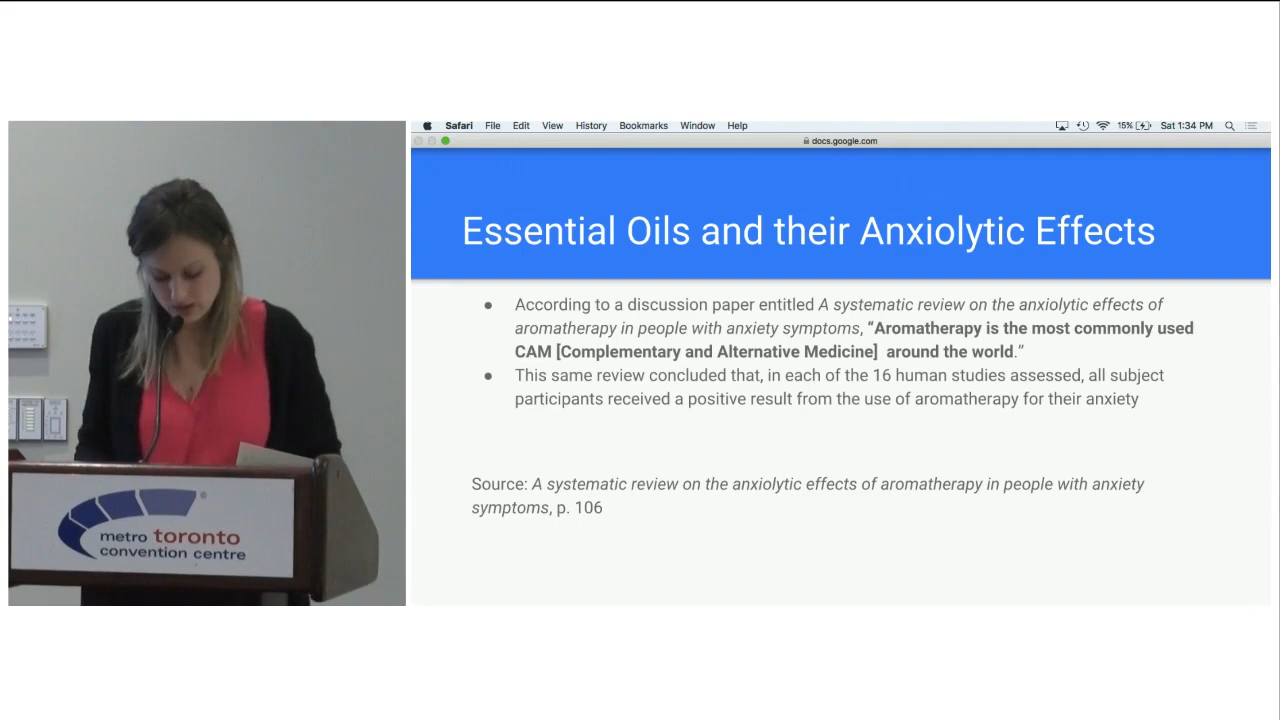 Safari File Edit View History Bookmarks Window Help 15% Sat 1:34 PM
docs.google.com
Essential Oils and their Anxiolytic Effects
● According to a discussion paper entitled A systematic review on the anxiolytic effects of
aromatherapy in people with anxiety symptoms, “Aromatherapy is the most commonly used
CAM [Complementary and Alternative Medicine] around the world.”
● This same review concluded that, in each of the 16 human studies assessed, all subject
participants received a positive result from the use of aromatherapy for their anxiety
Source: A systematic review on the anxiolytic effects of aromatherapy in people with anxiety
symptoms, p. 106
metro toronto
convention centre
®